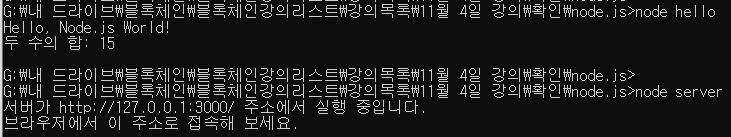 G:₩내 드라이브₩블록체인₩블록체인강의리스트₩강의목록₩11월 4일 강의₩확인₩node.js>node hello
Hello, Node.js World!
두 수의 합: 15
G:₩내 드라이브₩블록체인₩블록체인강의리스트₩강의목록₩11월 4일 강의₩확인₩node.js>
G:₩내 드라이브₩블록체인₩블록체인강의리스트₩강의목록₩11월 4일 강의₩확인₩node.js>node server
서버가 http://127.0.0.1:3000/ 주소에서 실행 중입니다.
브라우저에서 이 주소로 접속해 보세요.